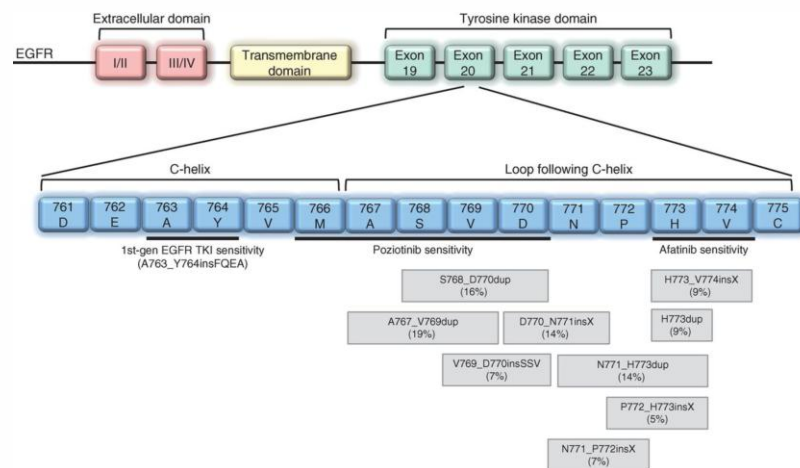 Extracellular domain
Tyrosine kinase domain
EGFR
I/II
III/IV
Transmembrane
domain
Exon
19
Exon
20
Exon
21
Exon
22
Exon
23
C-helix
Loop following C-helix
761
D
762
E
763
A
764
Y
765
V
766
M
767
A
768
S
769
V
770
D
771
N
772
P
773
H
774
V
775
C
1st-gen EGFR TKI sensitivity
(A763_Y764insFQEA)
Poziotinib sensitivity
Afatinib sensitivity
S768_D770dup
(16%)
H773_V774insX
(9%)
A767_V769dup
(19%)
D770_N771insX
(14%)
H773dup
(9%)
V769_D770insSSV
(7%)
N771_H773dup
(14%)
P772_H773insX
(5%)
N771_P772insX
(7%)